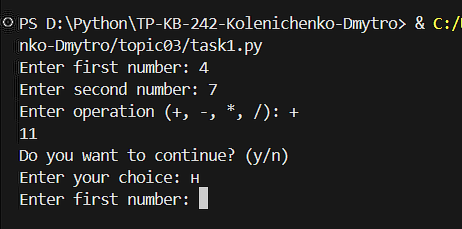 PS D:\Python\TP-KB-242-Kolenichenko-Dmytro> & C:/
nko-Dmytro/topic03/task1.py
Enter first number: 4
Enter second number: 7
Enter operation (+, -, *, /): +
11
Do you want to continue? (y/n)
Enter your choice: н
Enter first number: